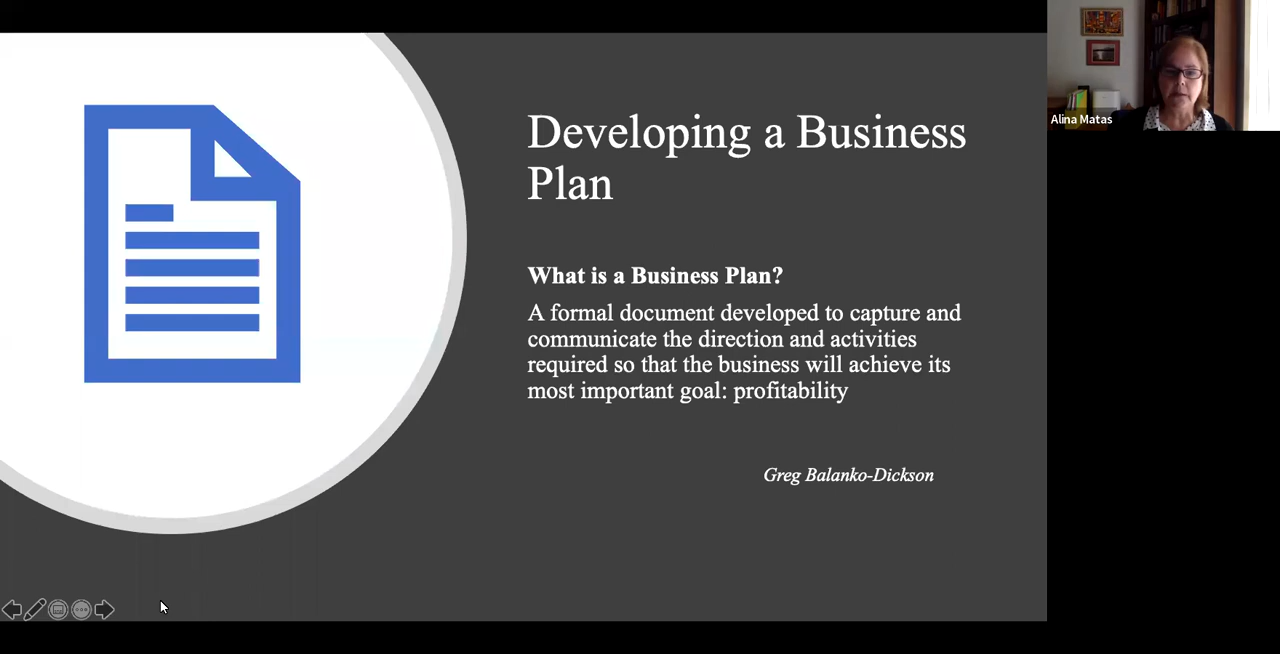 Developing a Business
Plan
What is a Business Plan?
A formal document developed to capture and
communicate the direction and activities
required so that the business will achieve its
most important goal: profitability
Greg Balanko-Dickson
Alina Matas